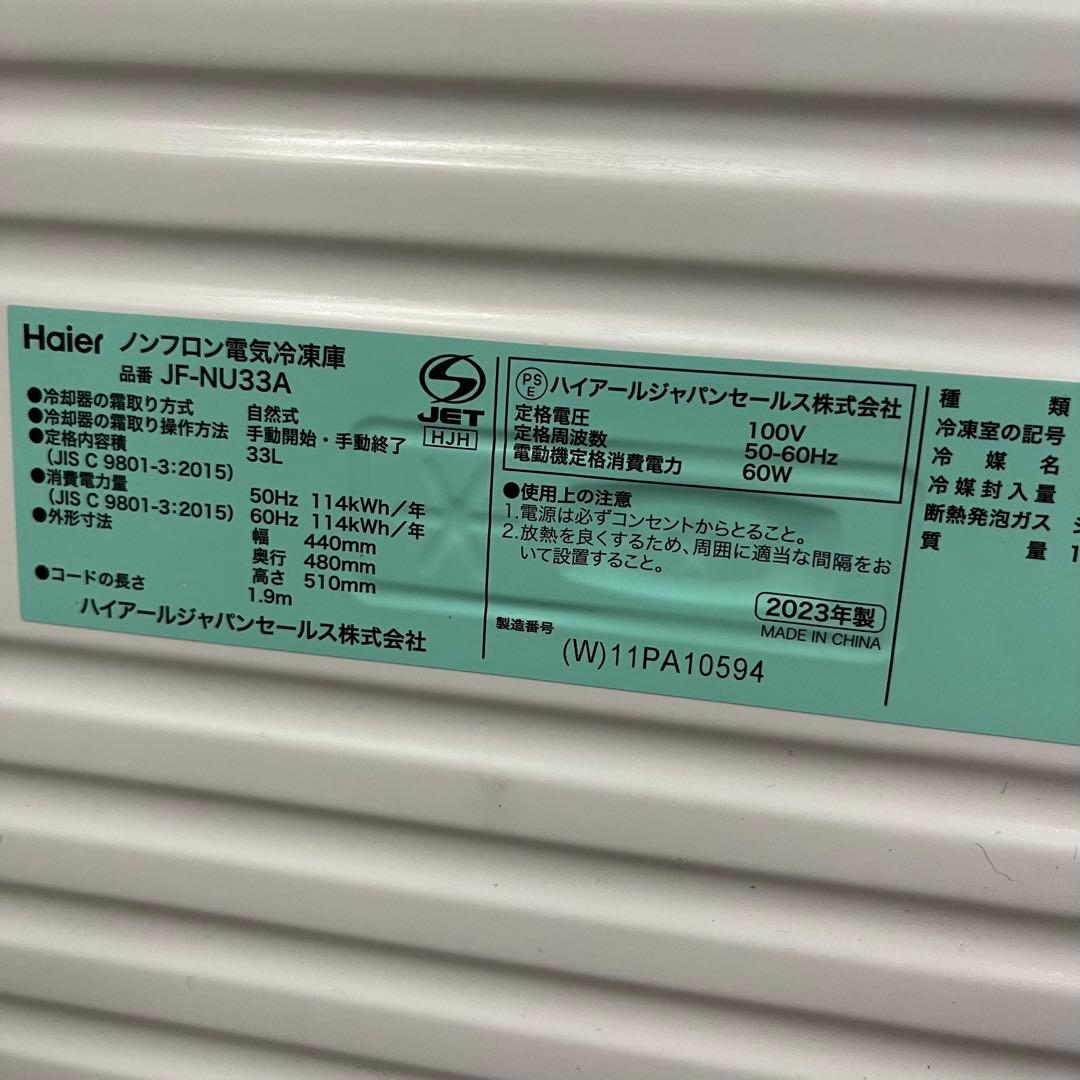 Haier ノンフロン電気冷凍庫
品番 JF-NU33A
●冷却器の霜取り方式 自然式
●冷却器の霜取り操作方法 手動開始・手動終了
●定格内容積 33L
(JIS C 9801-3:2015)
●消費電力量 50Hz 114kWh/年
(JIS C 9801-3:2015) 60Hz 114kWh/年
●外形寸法 幅 440mm
奥行 480mm
高さ 510mm
●コードの長さ 1.9m
ハイアールジャパンセールス株式会社
JET
HJH
PSE ハイアールジャパンセールス株式会社
定格電圧 100V
定格周波数 50-60Hz
電動機定格消費電力 60W
●使用上の注意
1.電源は必ずコンセントからとること。
2.放熱を良くするため、周囲に適当な間隔をお
いて設置すること。
2023年製
MADE IN CHINA
製造番号
(W)11PA10594
種類
冷凍室の記号
冷媒名
冷媒封入量
断熱発泡ガス
質量 1